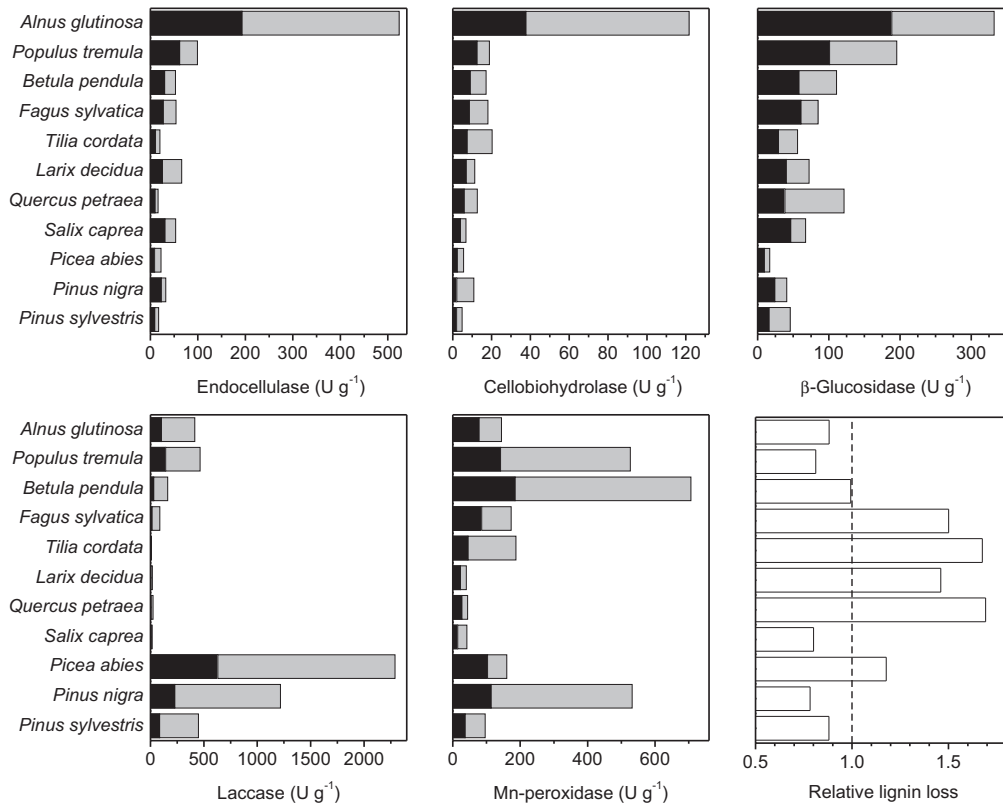 Alnus glutinosa
Populus tremula
Betula pendula
Fagus sylvatica
Tilia cordata
Larix decidua
Quercus petraea
Salix caprea
Picea abies
Pinus nigra
Pinus sylvestris
0 100 200 300 400 500
Endocellulase (U g⁻¹)
0 20 40 60 80 100 120
Cellobiohydrolase (U g⁻¹)
0 100 200 300
β-Glucosidase (U g⁻¹)
Alnus glutinosa
Populus tremula
Betula pendula
Fagus sylvatica
Tilia cordata
Larix decidua
Quercus petraea
Salix caprea
Picea abies
Pinus nigra
Pinus sylvestris
0 500 1000 1500 2000
Laccase (U g⁻¹)
0 200 400 600
Mn-peroxidase (U g⁻¹)
0.5 1.0 1.5
Relative lignin loss